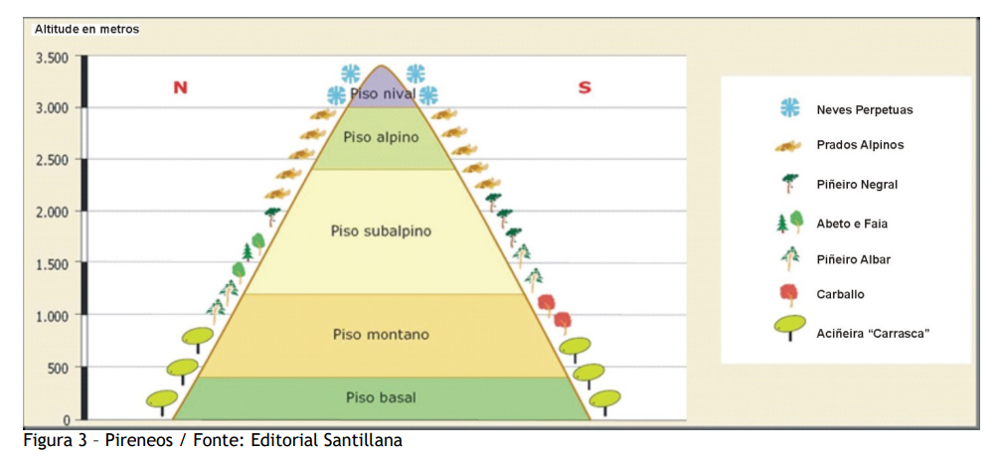 Altitude en metros
3.500
N
S
Piso nival
3.000
Piso alpino
2.500
2.000
Piso subalpino
1.500
1.000
Piso montano
500
Piso basal
0
Neves Perpetuas
Prados Alpinos
Piñeiro Negral
Abeto e Faia
Piñeiro Albar
Carballo
Aciñeira “Carrasca”
Figura 3 – Pireneos / Fonte: Editorial Santillana